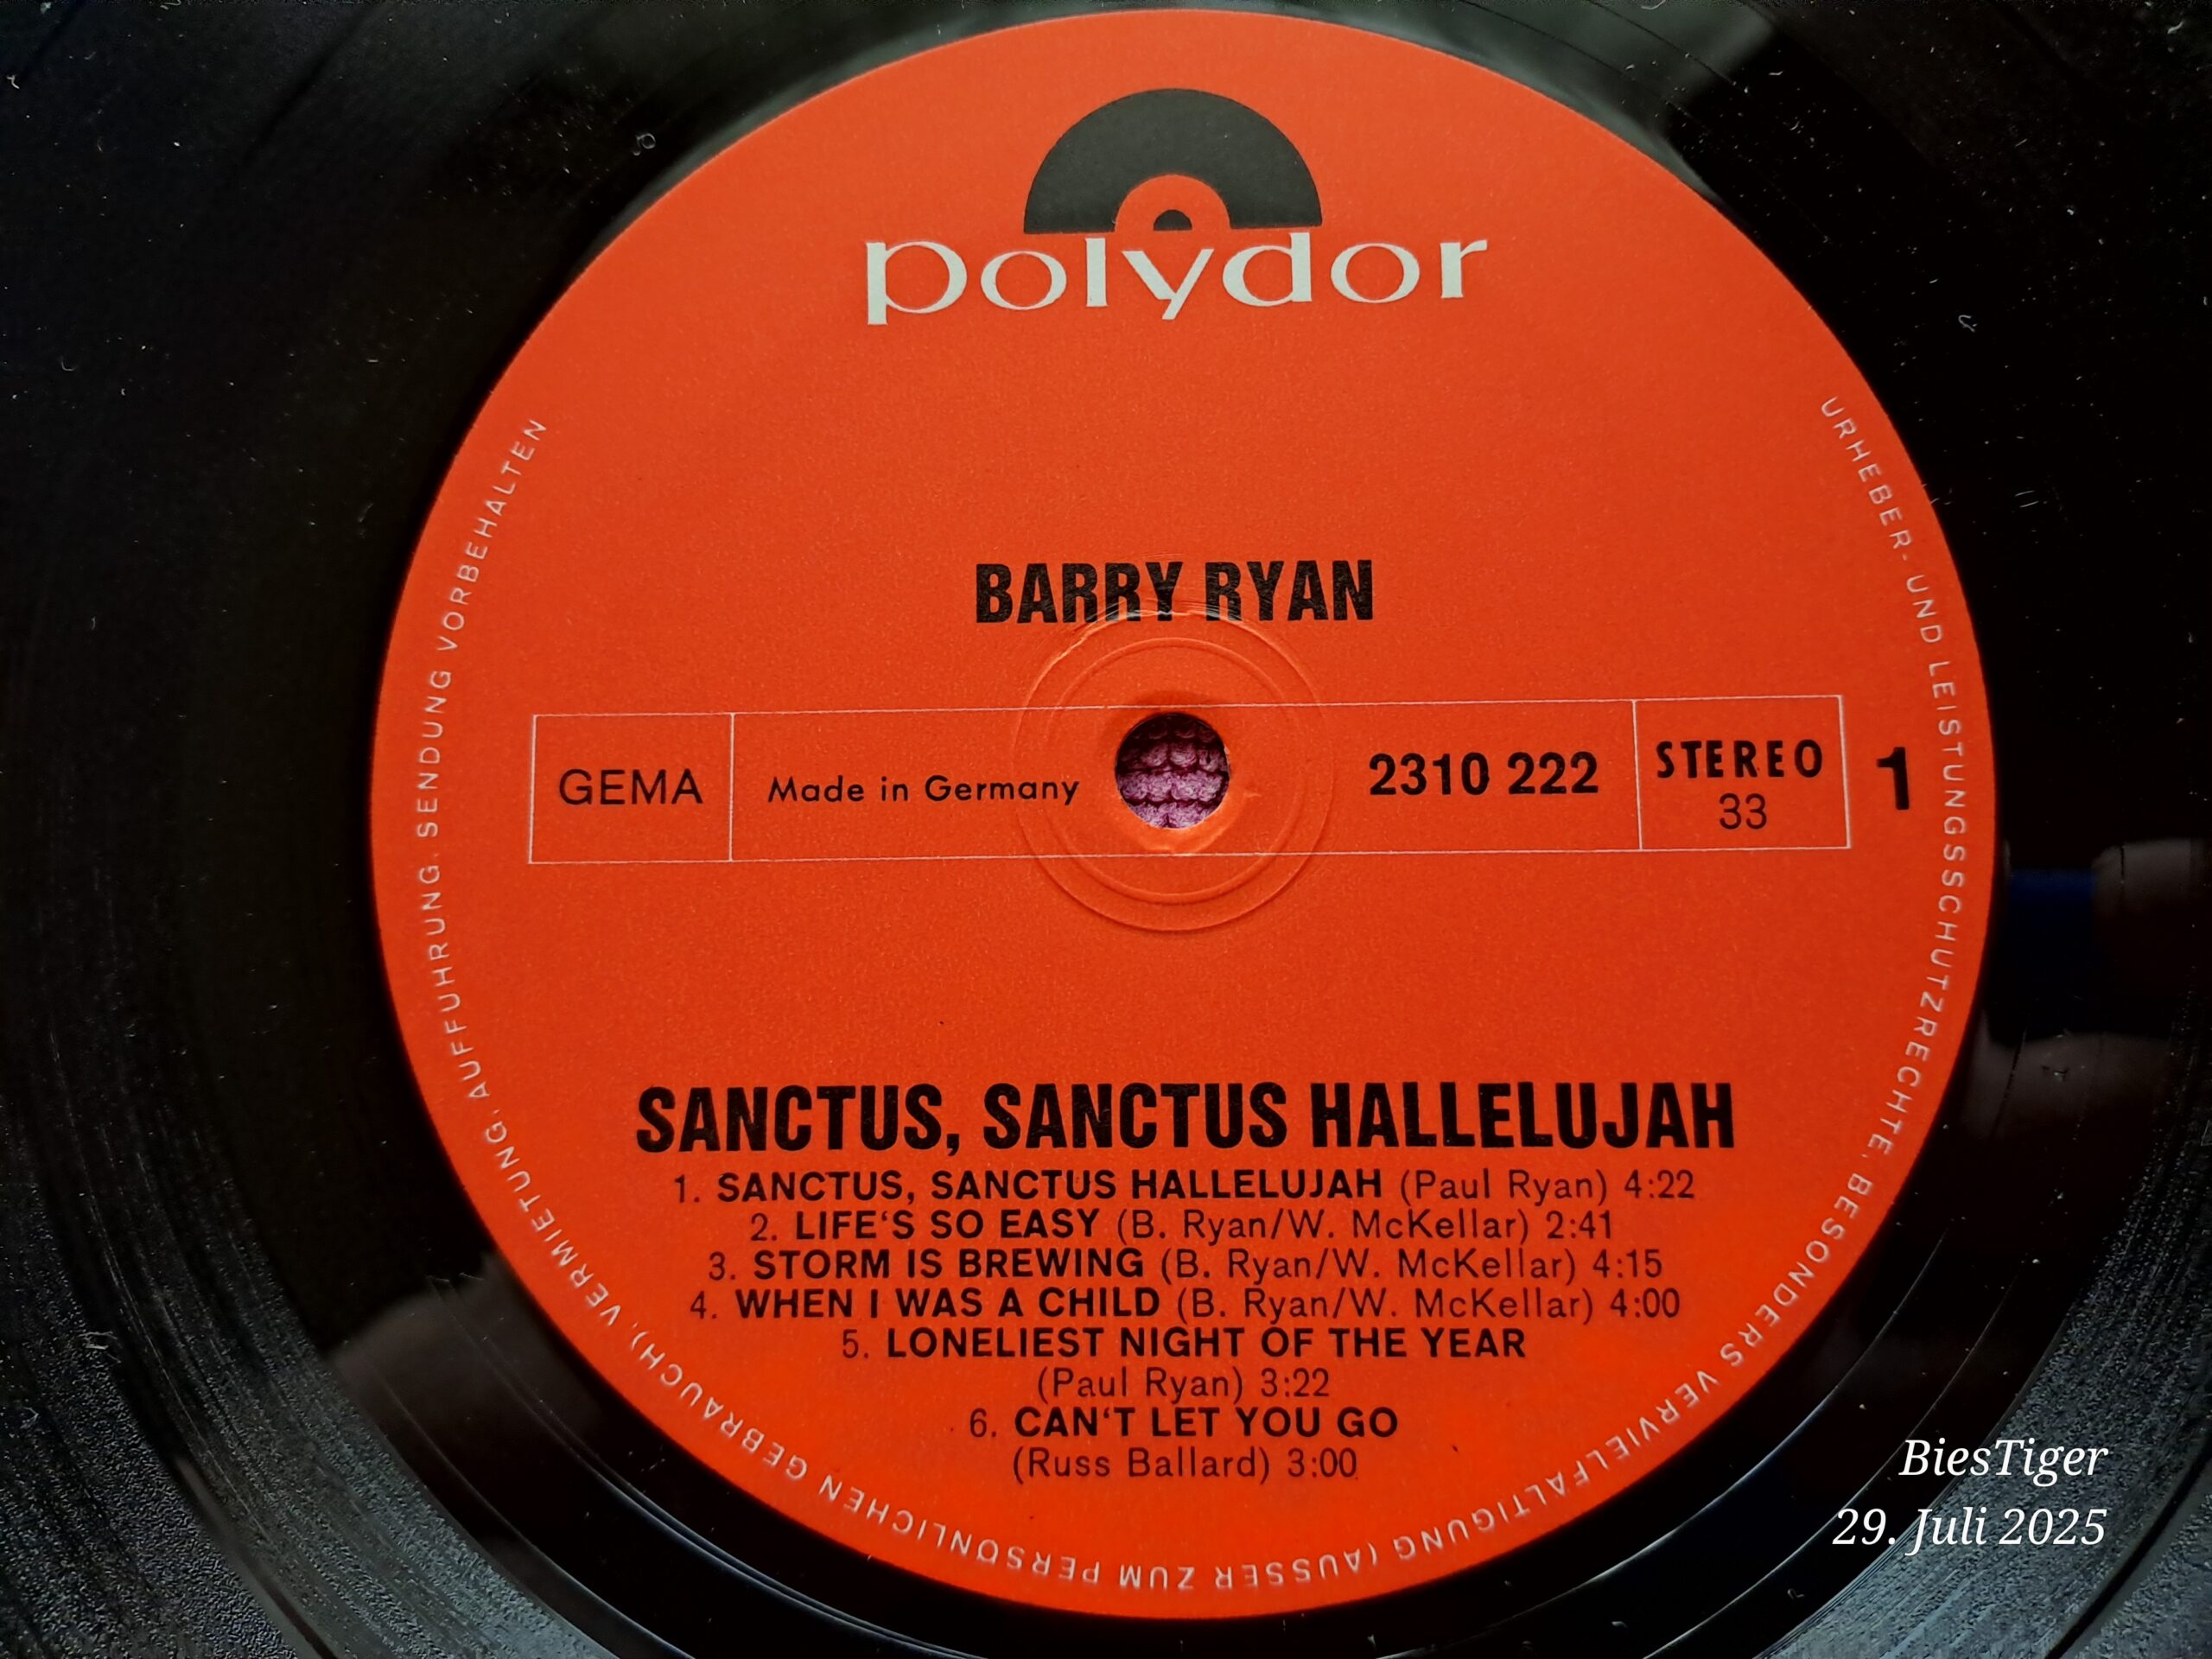 polydor
BARRY RYAN
GEMA
Made in Germany
2310 222
STEREO
33
1
SANCTUS, SANCTUS HALLELUJAH
1. SANCTUS, SANCTUS HALLELUJAH (Paul Ryan) 4:22
2. LIFE'S SO EASY (B. Ryan/W. McKellar) 2:41
3. STORM IS BREWING (B. Ryan/W. McKellar) 4:15
4. WHEN I WAS A CHILD (B. Ryan/W. McKellar) 4:00
5. LONELIEST NIGHT OF THE YEAR
(Paul Ryan) 3:22
6. CAN'T LET YOU GO
(Russ Ballard) 3:00
URHEBER- UND LEISTUNGSSCHUTZRECHTE, BESONDERS VERVIELFÄLTIGUNG (AUSSER ZUM PERSÖNLICHEN GEBRAUCH), VERMIETUNG, AUFFÜHRUNG, SENDUNG VORBEHALTEN
BiesTiger
29. Juli 2025